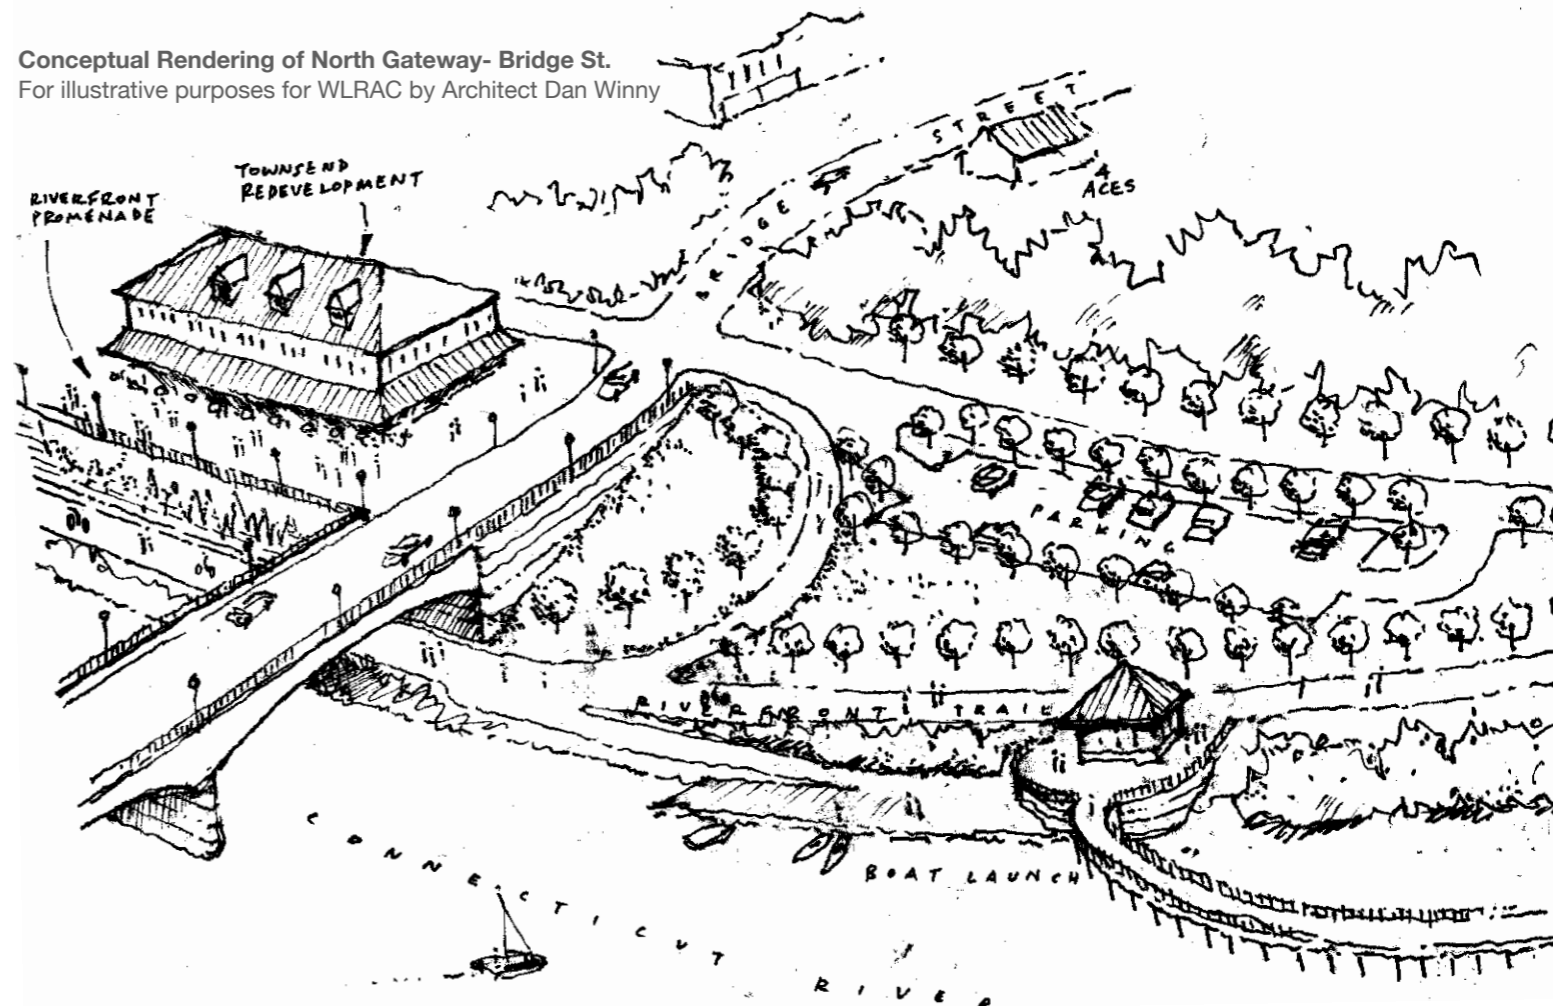 Conceptual Rendering of North Gateway- Bridge St.
For illustrative purposes for WLRAC by Architect Dan Winny
STREET
BRIDGE
4
ACES
TOWNSEND
REDEVELOPMENT
RIVERFRONT
PROMENADE
PARKING
RIVERFRONT TRAIL
BOAT LAUNCH
CONNECTICUT
RIVER